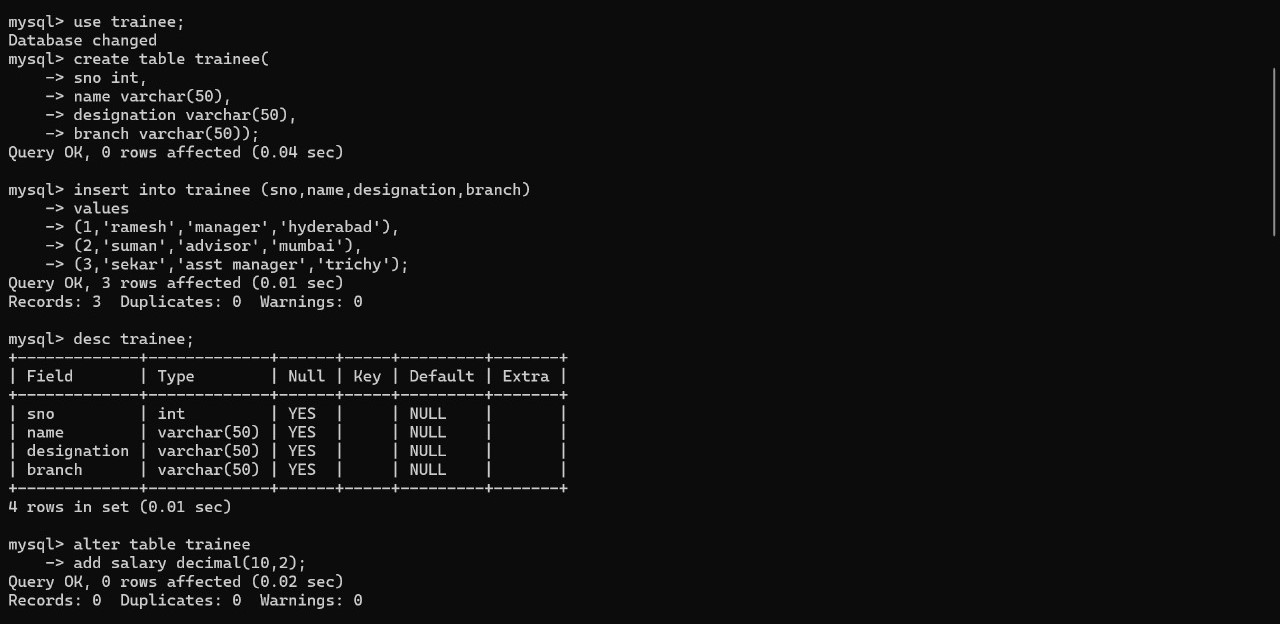 mysql> use trainee;
Database changed
mysql> create table trainee(
    -> sno int,
    -> name varchar(50),
    -> designation varchar(50),
    -> branch varchar(50));
Query OK, 0 rows affected (0.04 sec)

mysql> insert into trainee (sno,name,designation,branch)
    -> values
    -> (1,'ramesh','manager','hyderabad'),
    -> (2,'suman','advisor','mumbai'),
    -> (3,'sekar','asst manager','trichy');
Query OK, 3 rows affected (0.01 sec)
Records: 3  Duplicates: 0  Warnings: 0

mysql> desc trainee;
+-------------+-------------+------+-----+---------+-------+
| Field       | Type        | Null | Key | Default | Extra |
+-------------+-------------+------+-----+---------+-------+
| sno         | int         | YES  |     | NULL    |       |
| name        | varchar(50) | YES  |     | NULL    |       |
| designation | varchar(50) | YES  |     | NULL    |       |
| branch      | varchar(50) | YES  |     | NULL    |       |
+-------------+-------------+------+-----+---------+-------+
4 rows in set (0.01 sec)

mysql> alter table trainee
    -> add salary decimal(10,2);
Query OK, 0 rows affected (0.02 sec)
Records: 0  Duplicates: 0  Warnings: 0